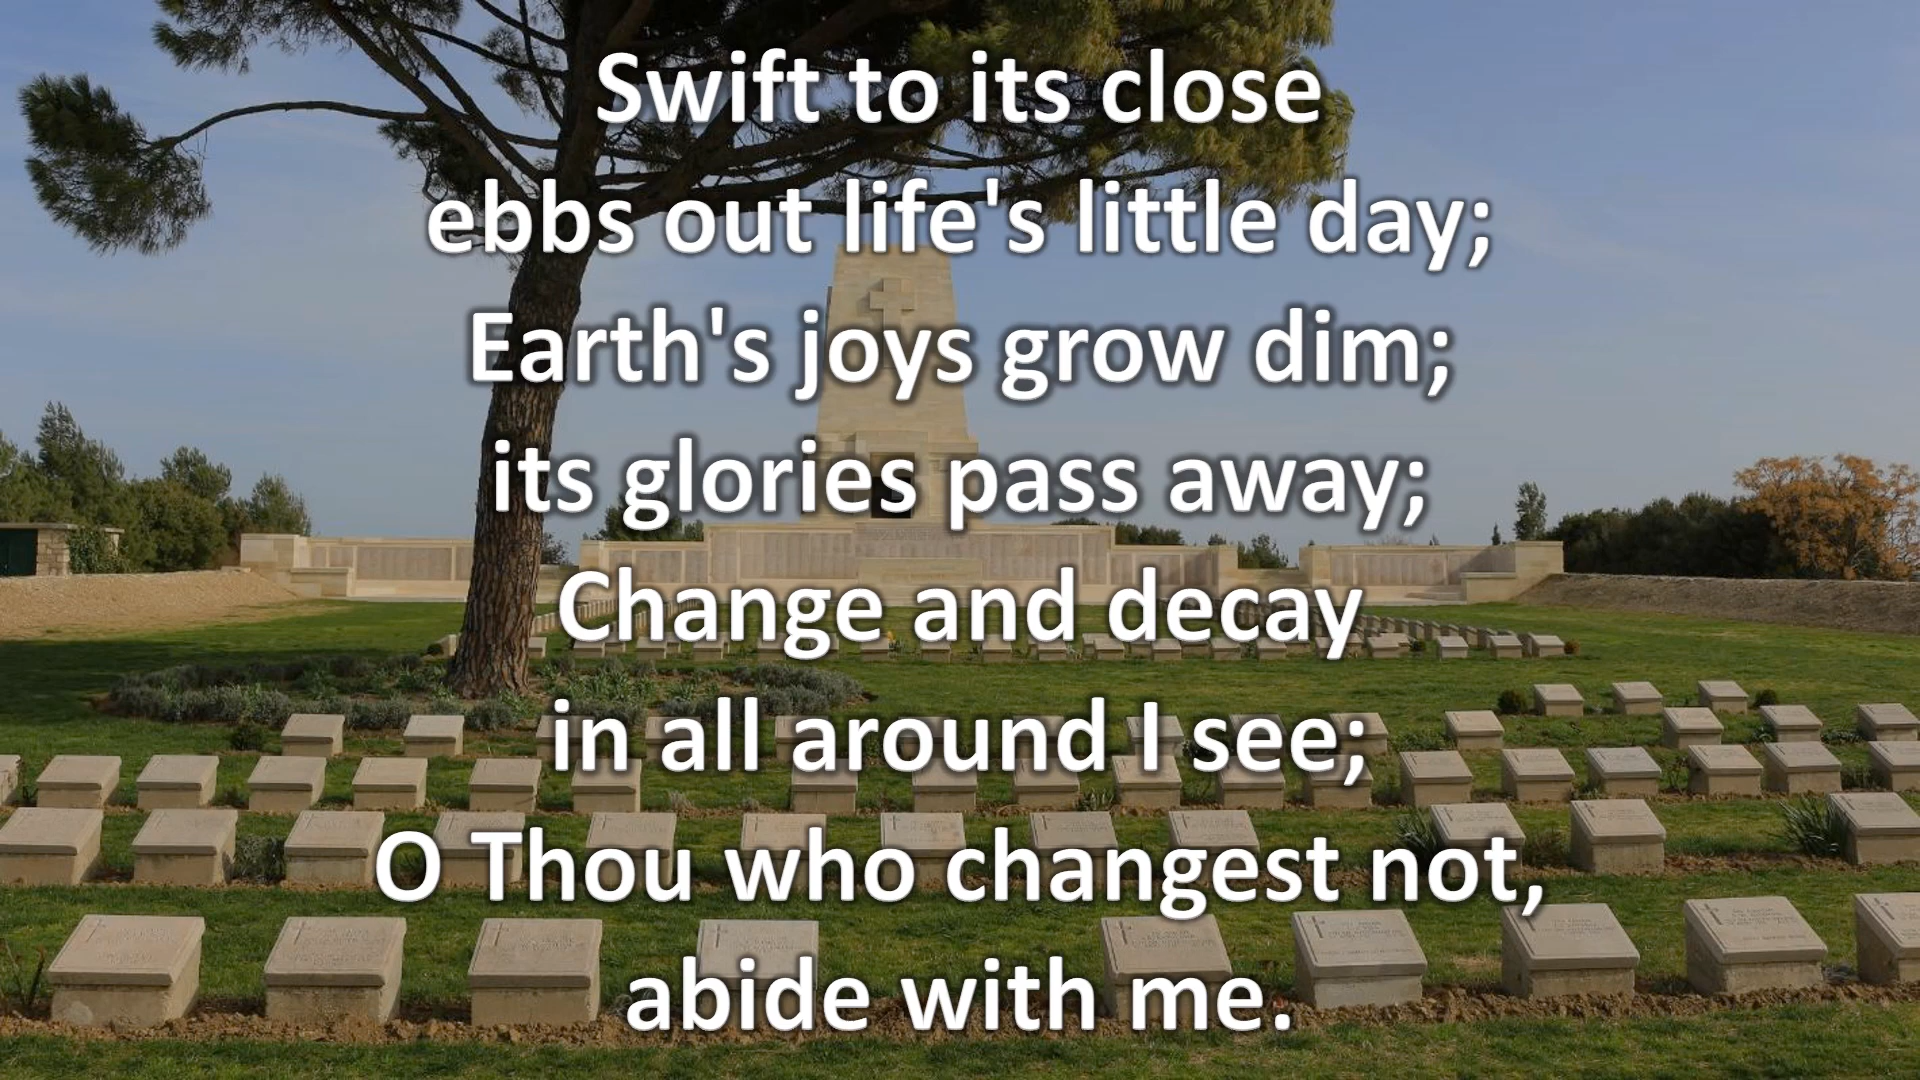 Swift to its close
ebbs out life's little day;
Earth's joys grow dim;
its glories pass away;
Change and decay
in all around I see;
O Thou who changest not,
abide with me.